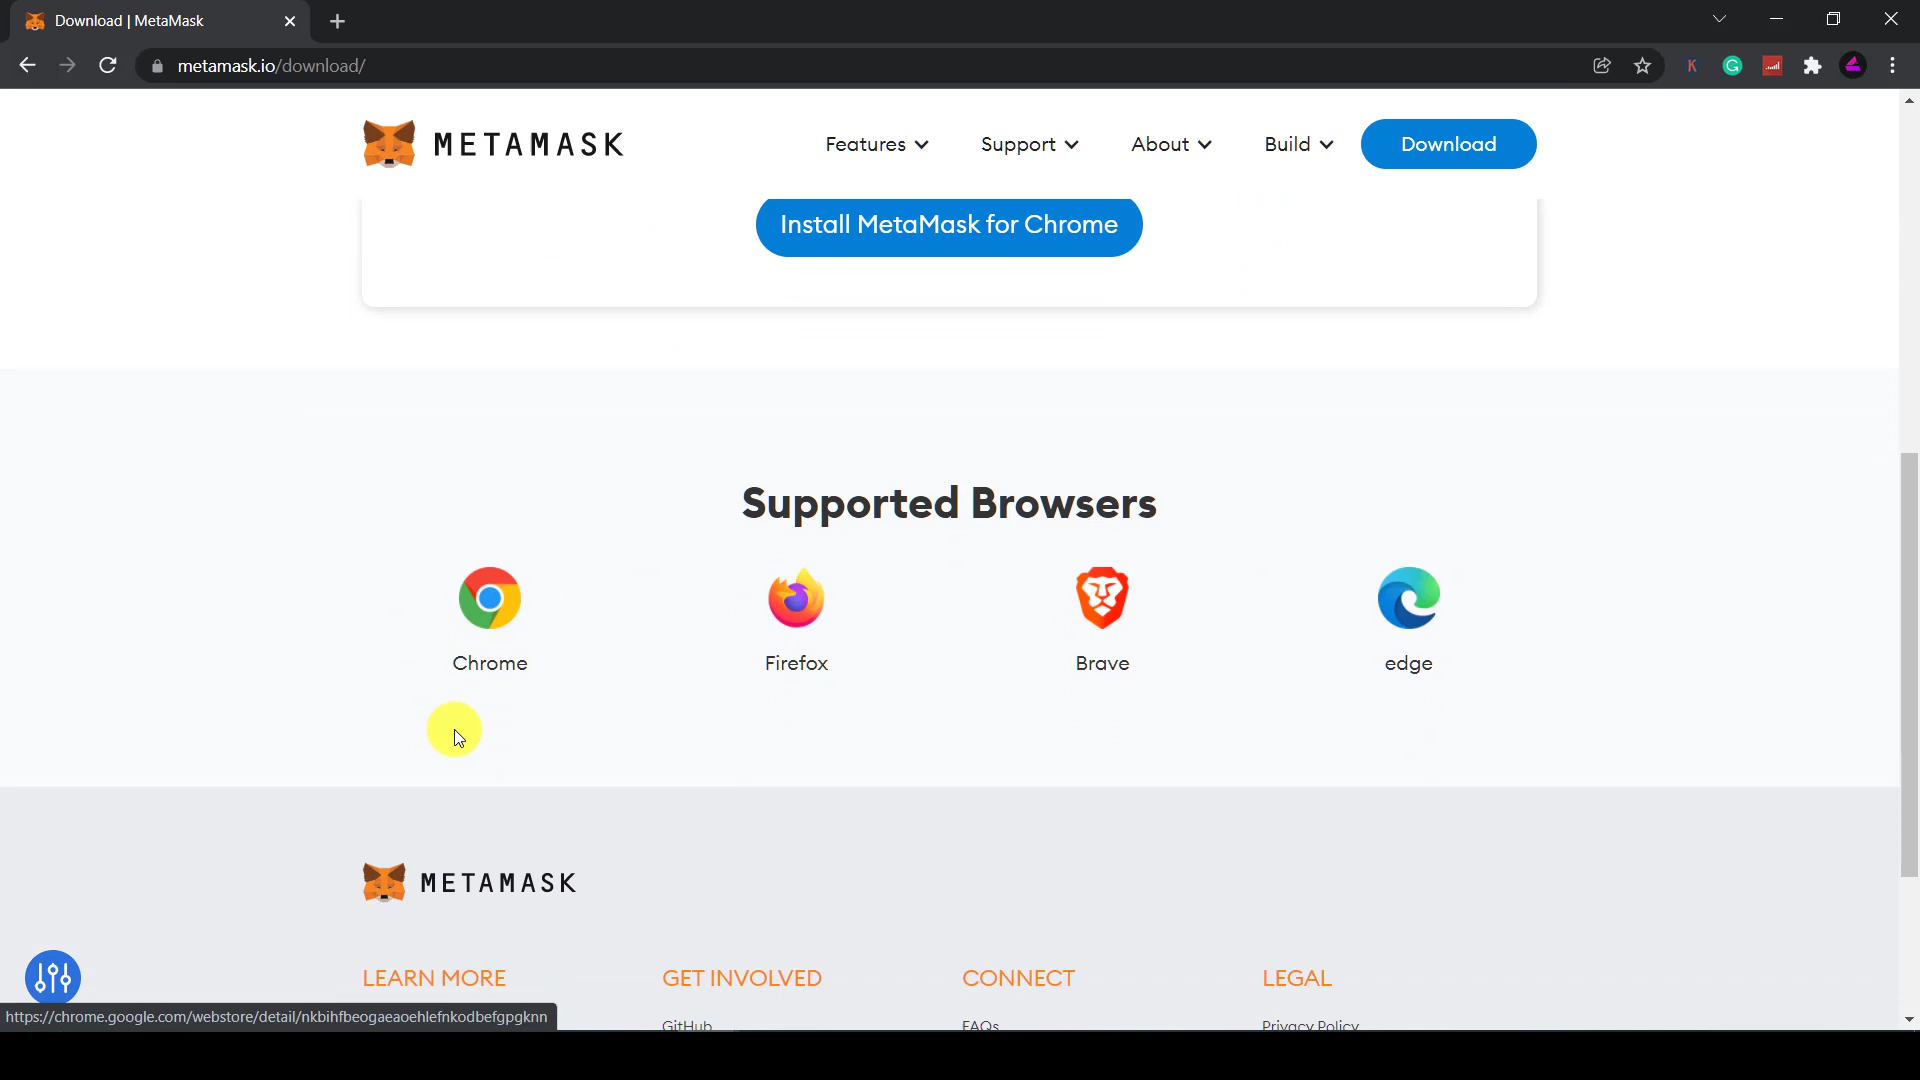 Download | MetaMask
metamask.io/download/
METAMASK
Features
Support
About
Build
Download
Install MetaMask for Chrome
Supported Browsers
Chrome
Firefox
Brave
edge
METAMASK
LEARN MORE
GET INVOLVED
CONNECT
LEGAL
https://chrome.google.com/webstore/detail/nkbihfbeogaeaoehlefnkodbefgpgknn
GitHub
FAQs
Privacy Policy